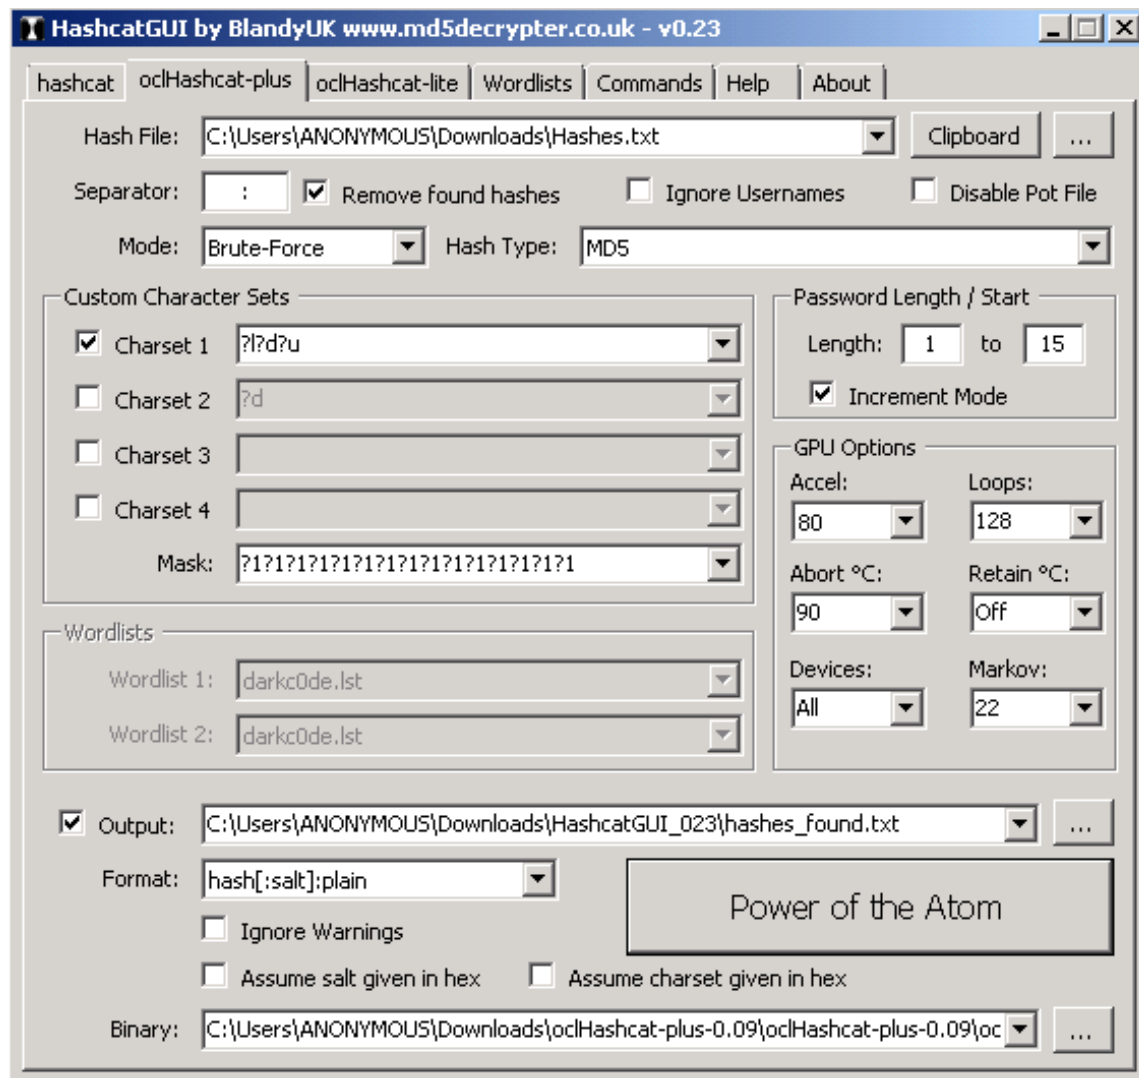 HashcatGUI by BlandyUK www.md5decrypter.co.uk - v0.23
hashcat oclHashcat-plus oclHashcat-lite Wordlists Commands Help About
Hash File: C:\Users\ANONYMOUS\Downloads\Hashes.txt Clipboard ...
Separator: : Remove found hashes Ignore Usernames Disable Pot File
Mode: Brute-Force Hash Type: MD5
Custom Character Sets
Charset 1 ?l?d?u
Charset 2 ?d
Charset 3
Charset 4
Mask: ?1?1?1?1?1?1?1?1?1?1?1?1?1?1?1
Password Length / Start
Length: 1 to 15
Increment Mode
GPU Options
Accel: Loops:
80 128
Abort °C: Retain °C:
90 Off
Devices: Markov:
All 22
Wordlists
Wordlist 1: darkc0de.lst
Wordlist 2: darkc0de.lst
Output: C:\Users\ANONYMOUS\Downloads\HashcatGUI_023\hashes_found.txt ...
Format: hash[:salt]:plain
Power of the Atom
Ignore Warnings
Assume salt given in hex Assume charset given in hex
Binary: C:\Users\ANONYMOUS\Downloads\oclHashcat-plus-0.09\oclHashcat-plus-0.09\oc ...